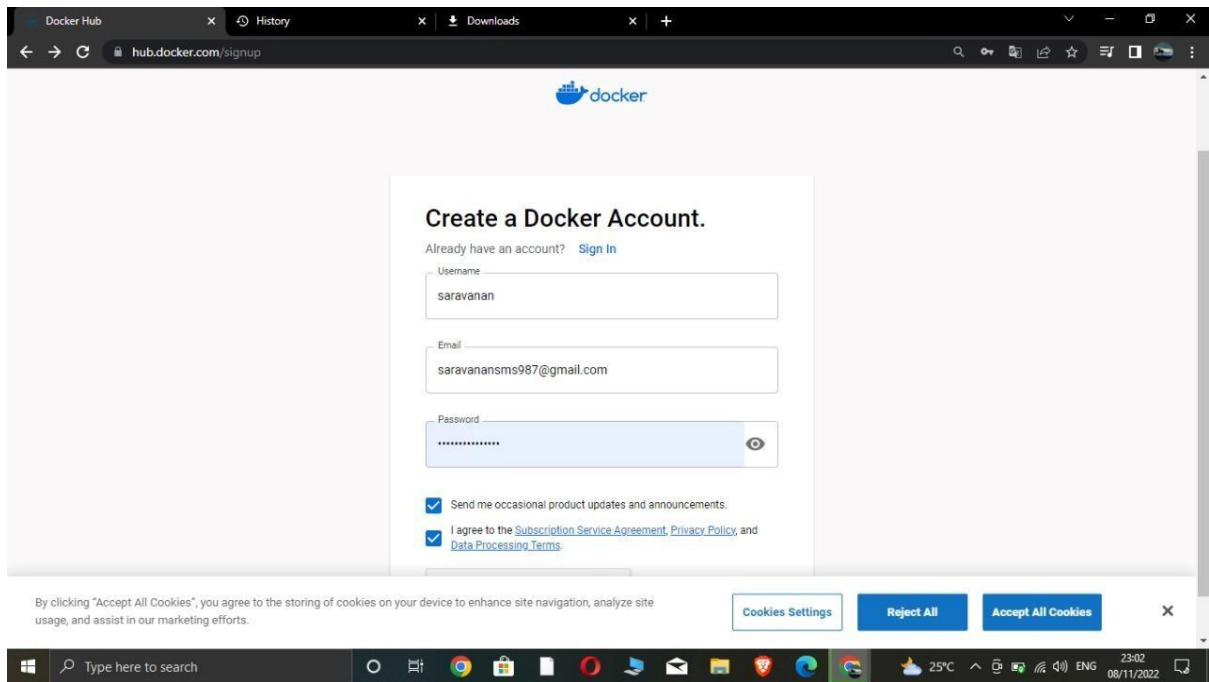 Docker Hub
History
Downloads
hub.docker.com/signup
docker
Create a Docker Account.
Already have an account? Sign In
Username
saravanan
Email
saravanansms987@gmail.com
Password
Send me occasional product updates and announcements.
I agree to the Subscription Service Agreement, Privacy Policy, and
Data Processing Terms.
By clicking "Accept All Cookies", you agree to the storing of cookies on your device to enhance site navigation, analyze site
usage, and assist in our marketing efforts.
Cookies Settings
Reject All
Accept All Cookies
Type here to search
25°C
ENG
23:02
08/11/2022